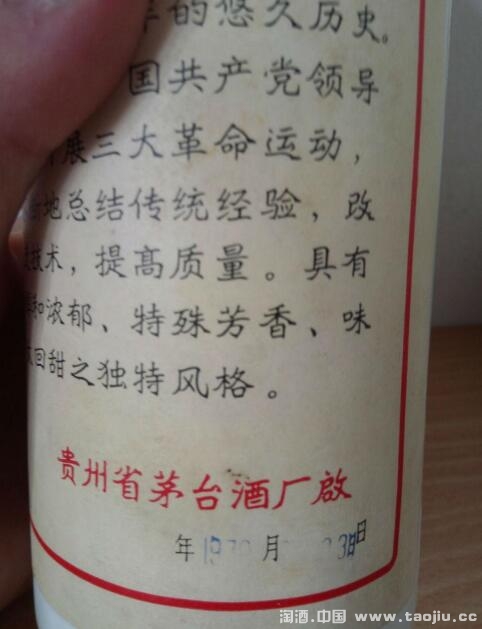 的悠久历史。
国共产党领导
展三大革命运动，
地总结传统经验，改
技术，提高质量。具有
和浓郁、特殊芳香、味
回甜之独特风格。
贵州省茅台酒厂啟
年 月 日
淘酒.中国 www.taojiu.cc